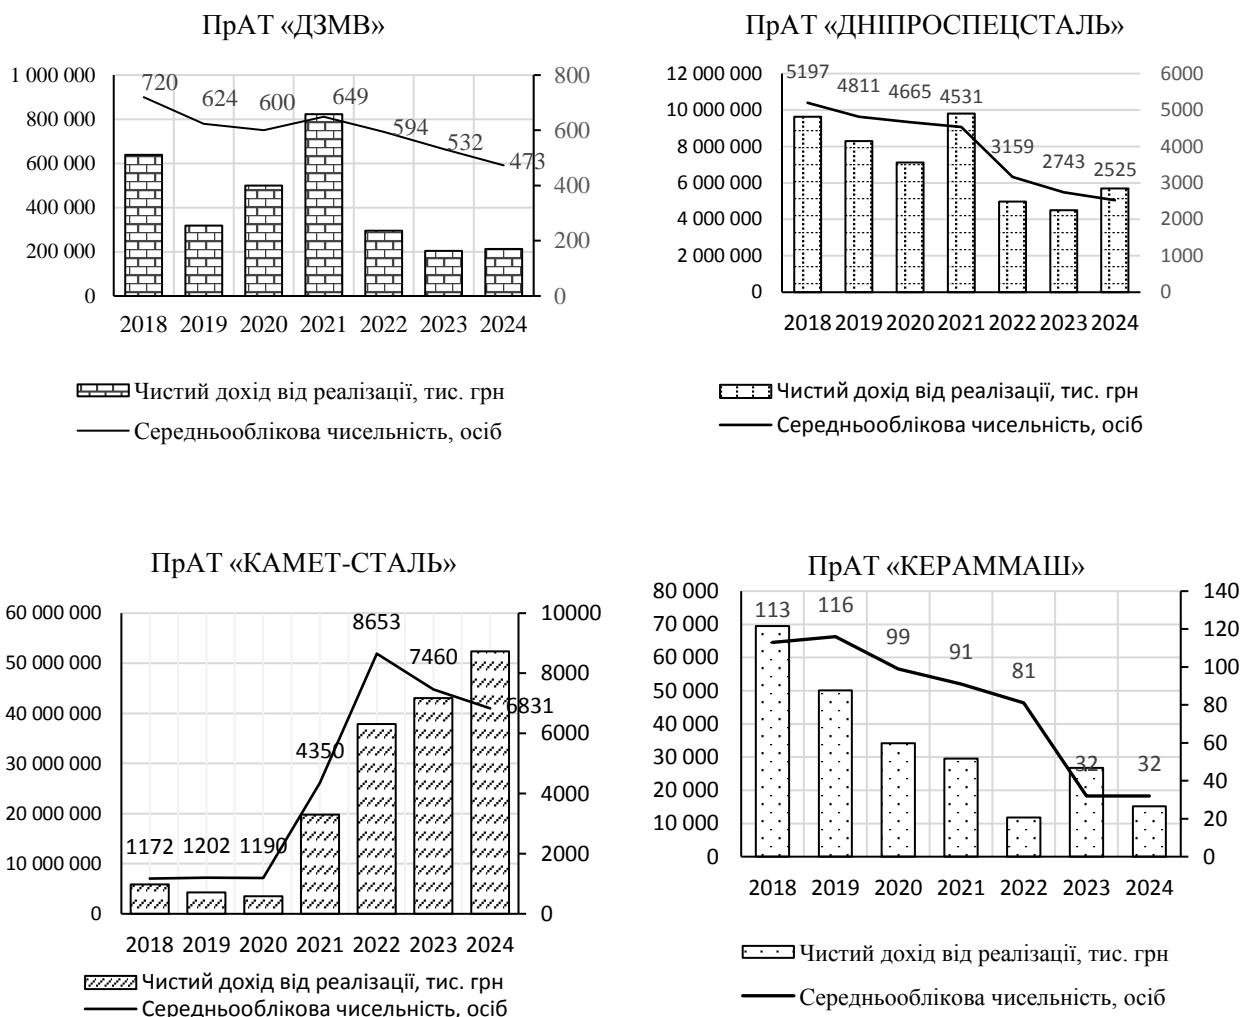 ПрАТ «ДЗМВ»
1 000 000
800 000
600 000
400 000
200 000
0
800
600
400
200
0
720
624
600
649
594
532
473
2018 2019 2020 2021 2022 2023 2024
Чистий дохід від реалізації, тис. грн
Середньооблікова чисельність, осіб
ПрАТ «ДНІПРОСПЕЦСТАЛЬ»
12 000 000
10 000 000
8 000 000
6 000 000
4 000 000
2 000 000
0
6000
5000
4000
3000
2000
1000
0
5197
4811
4665
4531
3159
2743
2525
2018 2019 2020 2021 2022 2023 2024
Чистий дохід від реалізації, тис. грн
Середньооблікова чисельність, осіб
ПрАТ «КАМЕТ-СТАЛЬ»
60 000 000
50 000 000
40 000 000
30 000 000
20 000 000
10 000 000
0
10000
8000
6000
4000
2000
0
1172
1202
1190
4350
8653
7460
6831
2018 2019 2020 2021 2022 2023 2024
Чистий дохід від реалізації, тис. грн
Середньооблікова чисельність, осіб
ПрАТ «КЕРАММАШ»
80 000
70 000
60 000
50 000
40 000
30 000
20 000
10 000
0
140
120
100
80
60
40
20
0
113
116
99
91
81
32
32
2018 2019 2020 2021 2022 2023 2024
Чистий дохід від реалізації, тис. грн
Середньооблікова чисельність, осіб